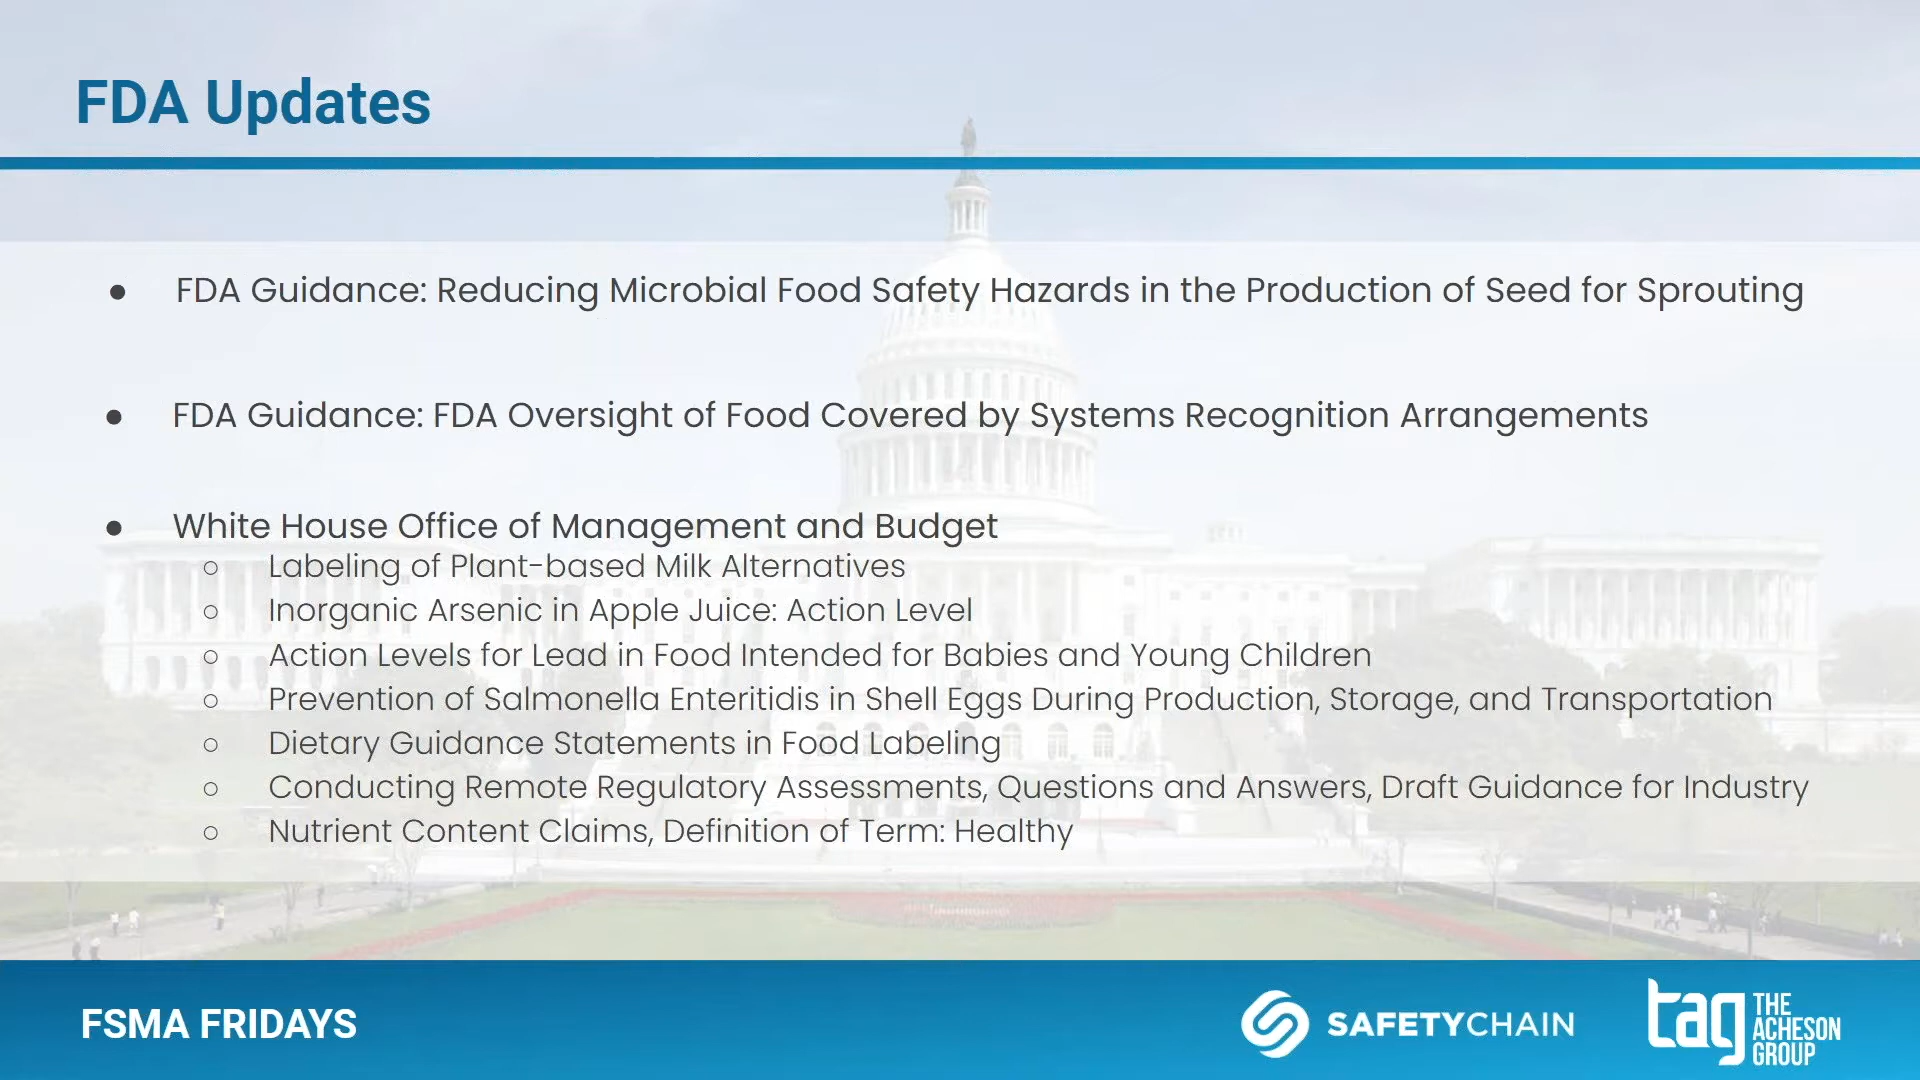 FDA Updates
● FDA Guidance: Reducing Microbial Food Safety Hazards in the Production of Seed for Sprouting
● FDA Guidance: FDA Oversight of Food Covered by Systems Recognition Arrangements
● White House Office of Management and Budget
○ Labeling of Plant-based Milk Alternatives
○ Inorganic Arsenic in Apple Juice: Action Level
○ Action Levels for Lead in Food Intended for Babies and Young Children
○ Prevention of Salmonella Enteritidis in Shell Eggs During Production, Storage, and Transportation
○ Dietary Guidance Statements in Food Labeling
○ Conducting Remote Regulatory Assessments, Questions and Answers, Draft Guidance for Industry
○ Nutrient Content Claims, Definition of Term: Healthy
FSMA FRIDAYS
SAFETYCHAIN
tag THE
ACHESON
GROUP